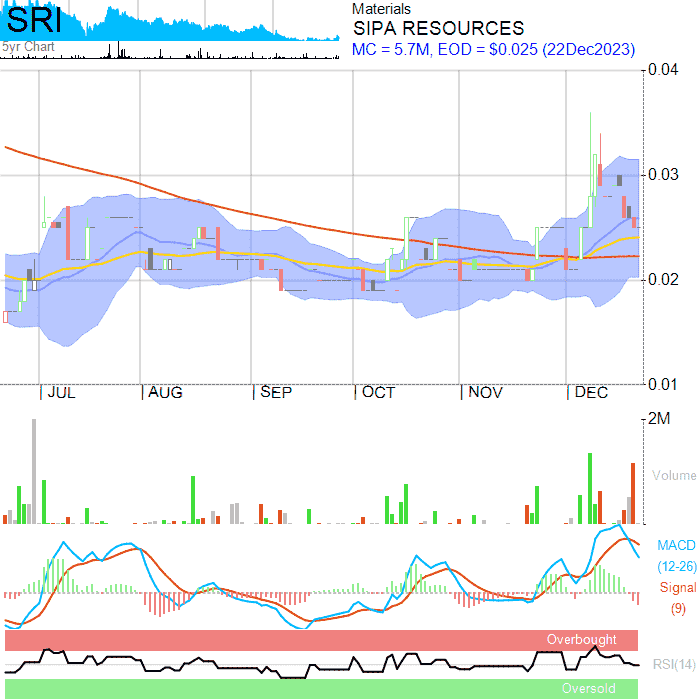 SRI
5yr Chart
Materials
SIPA RESOURCES
MC = 5.7M, EOD = $0.025 (22Dec2023)
0.04
0.03
0.02
0.01
JUL AUG SEP OCT NOV DEC
2M
Volume
MACD
(12-26)
Signal
(9)
Overbought
RSI(14)
Oversold